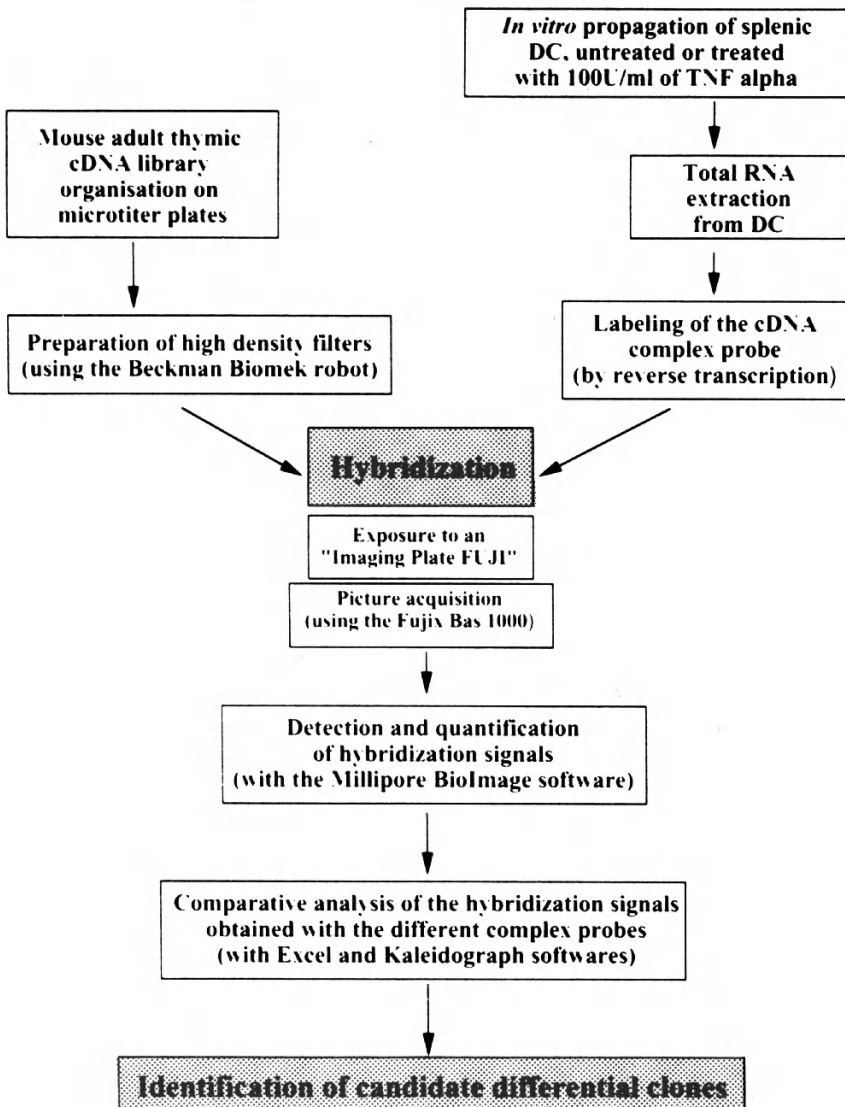 In vitro propagation of splenic
DC, untreated or treated
with 100U/ml of TNF alpha
Mouse adult thymic
cDNA library
organisation on
microtiter plates
Total RNA
extraction
from DC
Preparation of high density filters
(using the Beckman Biomek robot)
Labeling of the cDNA
complex probe
(by reverse transcription)
Hybridization
Exposure to an
"Imaging Plate FUJI"
Picture acquisition
(using the Fujix Bas 1000)
Detection and quantification
of hybridization signals
(with the Millipore BioImage software)
Comparative analysis of the hybridization signals
obtained with the different complex probes
(with Excel and Kaleidograph softwares)
Identification of candidate differential clones